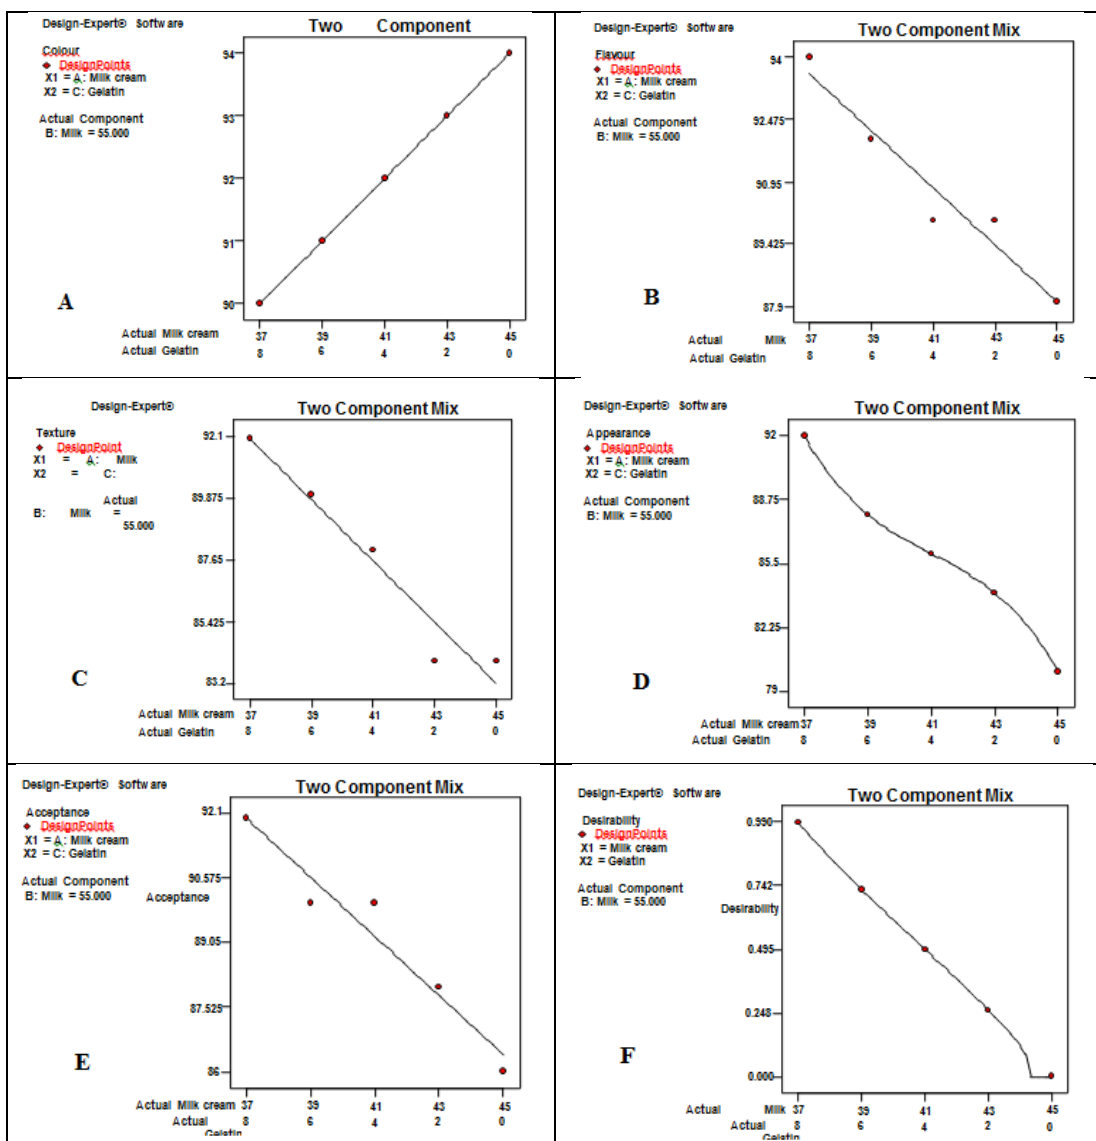 Design-Expert® Software
Two Component
Colour
DesignPoints
X1 = A: Milk cream
X2 = C: Gelatin
Actual Component
B: Milk = 55.000
94
93
92
91
90
A
Actual Milk cream 37 39 41 43 45
Actual Gelatin 8 6 4 2 0
Design-Expert® Software
Two Component Mix
Flavour
DesignPoints
X1 = A: Milk cream
X2 = C: Gelatin
Actual Component
B: Milk = 55.000
94
92.475
90.95
89.425
87.9
B
Actual Milk 37 39 41 43 45
Actual Gelatin 8 6 4 2 0
Design-Expert®
Two Component Mix
Texture
DesignPoint
X1 = A: Milk
X2 = C:
Actual
B: Milk =
55.000
92.1
89.875
87.65
85.425
83.2
C
Actual Milk cream 37 39 41 43 45
Actual Gelatin 8 6 4 2 0
Design-Expert® Software
Two Component Mix
Appearance
DesignPoints
X1 = A: Milk cream
X2 = C: Gelatin
Actual Component
B: Milk = 55.000
92
88.75
85.5
82.25
79
D
Actual Milk cream 37 39 41 43 45
Actual Gelatin 8 6 4 2 0
Design-Expert® Software
Two Component Mix
Acceptance
DesignPoints
X1 = A: Milk cream
X2 = C: Gelatin
Actual Component
B: Milk = 55.000
Acceptance
92.1
90.575
89.05
87.525
86
E
Actual Milk cream 37 39 41 43 45
Actual 8 6 4 2 0
Gelatin
Design-Expert® Software
Two Component Mix
Desirability
DesignPoints
X1 = Milk cream
X2 = Gelatin
Actual Component
B: Milk = 55.000
Desirability
0.990
0.742
0.495
0.248
0.000
F
Actual Milk 37 39 41 43 45
Actual 8 6 4 2 0
Gelatin